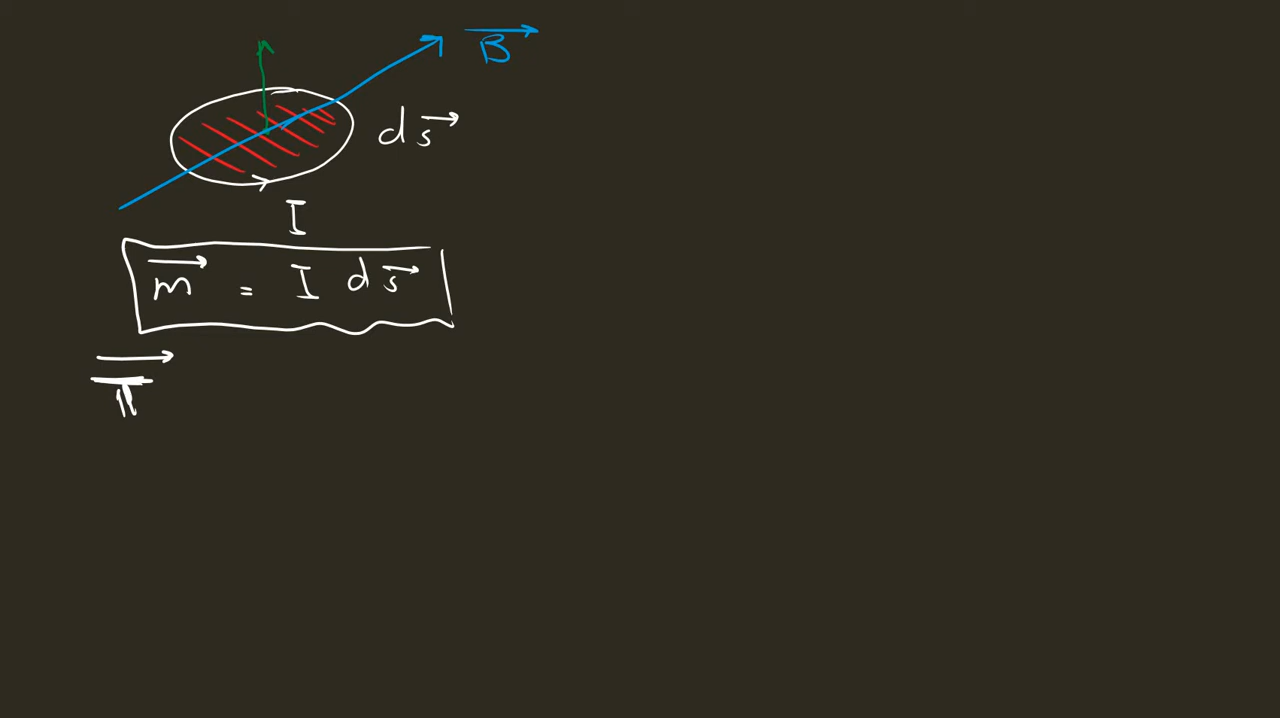 B⃗
ds⃗
I
m⃗ = I ds⃗